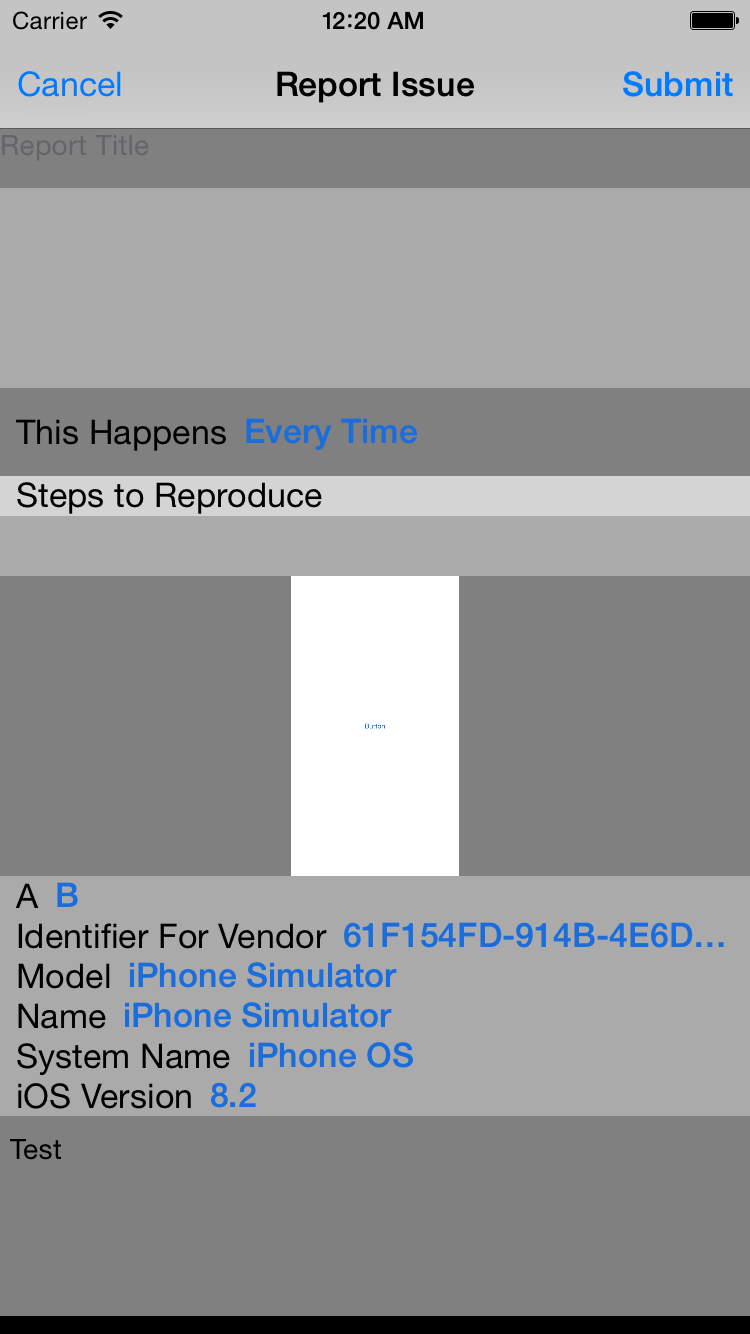 Carrier 12:20 AM
Cancel Report Issue Submit
Report Title
This Happens Every Time
Steps to Reproduce
Button
A B
Identifier For Vendor 61F154FD-914B-4E6D...
Model iPhone Simulator
Name iPhone Simulator
System Name iPhone OS
iOS Version 8.2
Test